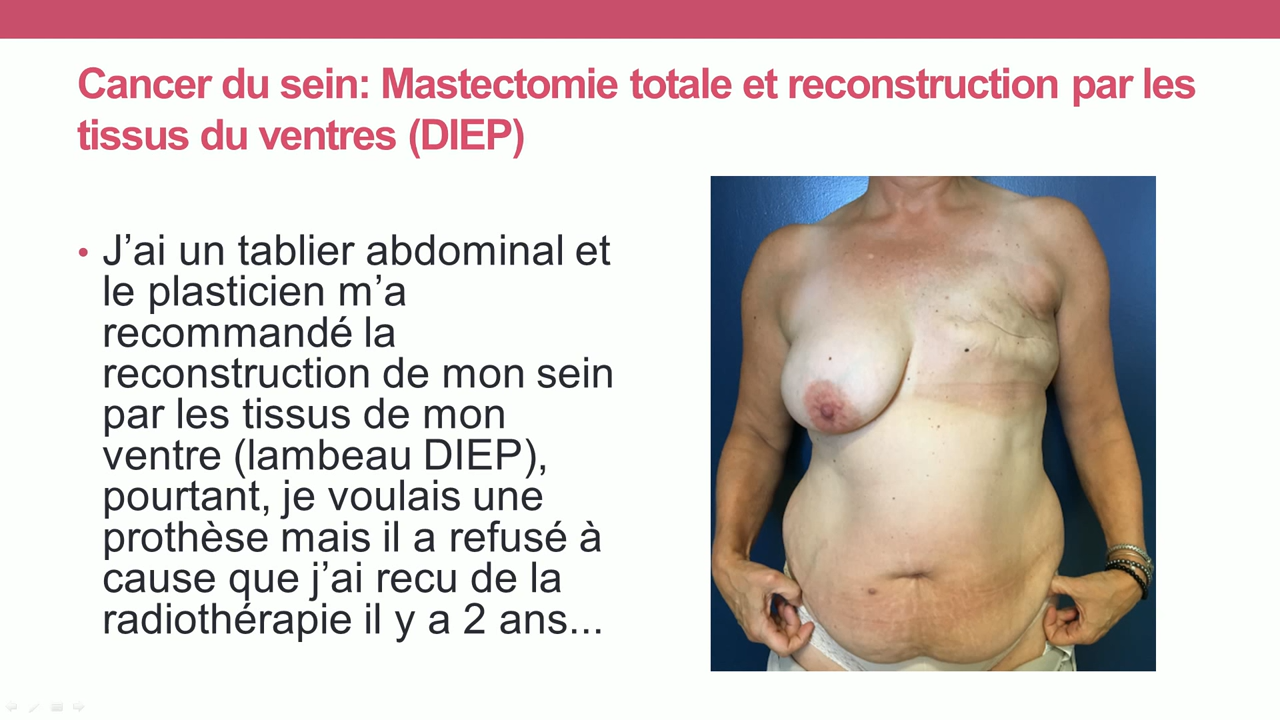 Cancer du sein: Mastectomie totale et reconstruction par les
tissus du ventres (DIEP)
• J’ai un tablier abdominal et
le plasticien m’a
recommandé la
reconstruction de mon sein
par les tissus de mon
ventre (lambeau DIEP),
pourtant, je voulais une
prothèse mais il a refusé à
cause que j’ai recu de la
radiothérapie il y a 2 ans...